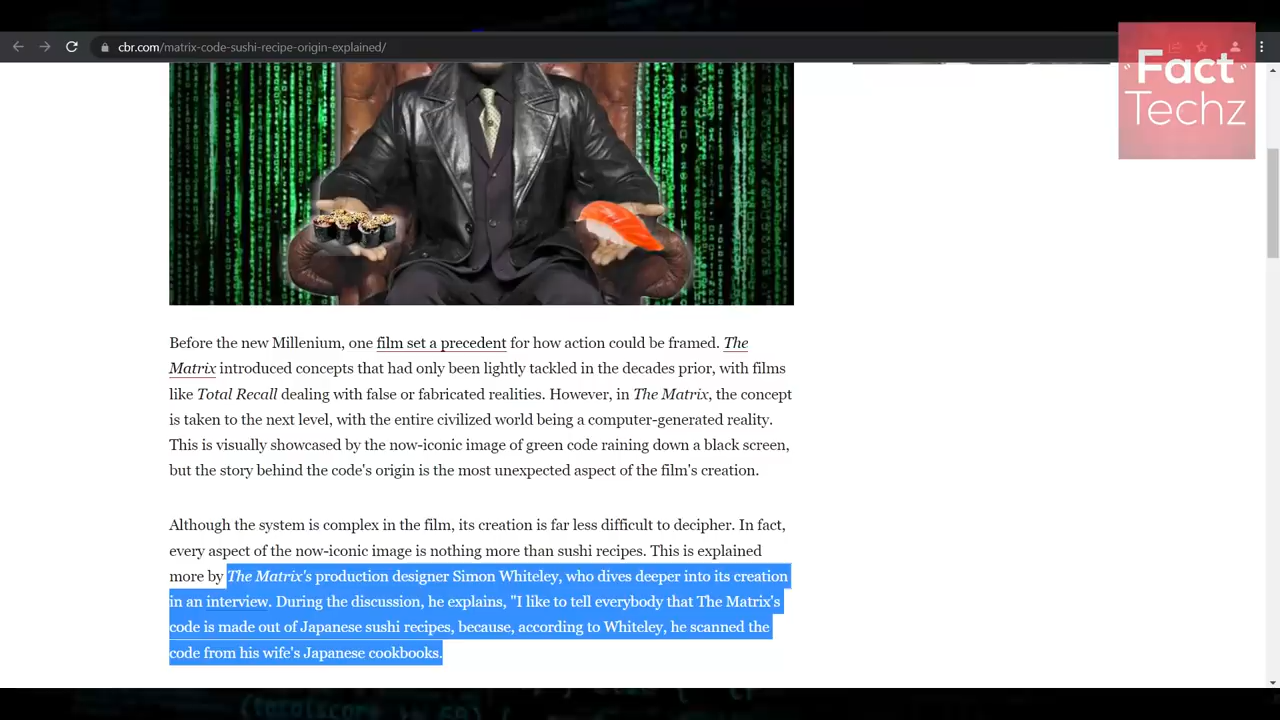 cbr.com/matrix-code-sushi-recipe-origin-explained/
"Fact"
Techz
Before the new Millenium, one film set a precedent for how action could be framed. The
Matrix introduced concepts that had only been lightly tackled in the decades prior, with films
like Total Recall dealing with false or fabricated realities. However, in The Matrix, the concept
is taken to the next level, with the entire civilized world being a computer-generated reality.
This is visually showcased by the now-iconic image of green code raining down a black screen,
but the story behind the code's origin is the most unexpected aspect of the film's creation.
Although the system is complex in the film, its creation is far less difficult to decipher. In fact,
every aspect of the now-iconic image is nothing more than sushi recipes. This is explained
more by The Matrix's production designer Simon Whiteley, who dives deeper into its creation
in an interview. During the discussion, he explains, "I like to tell everybody that The Matrix's
code is made out of Japanese sushi recipes, because, according to Whiteley, he scanned the
code from his wife's Japanese cookbooks.